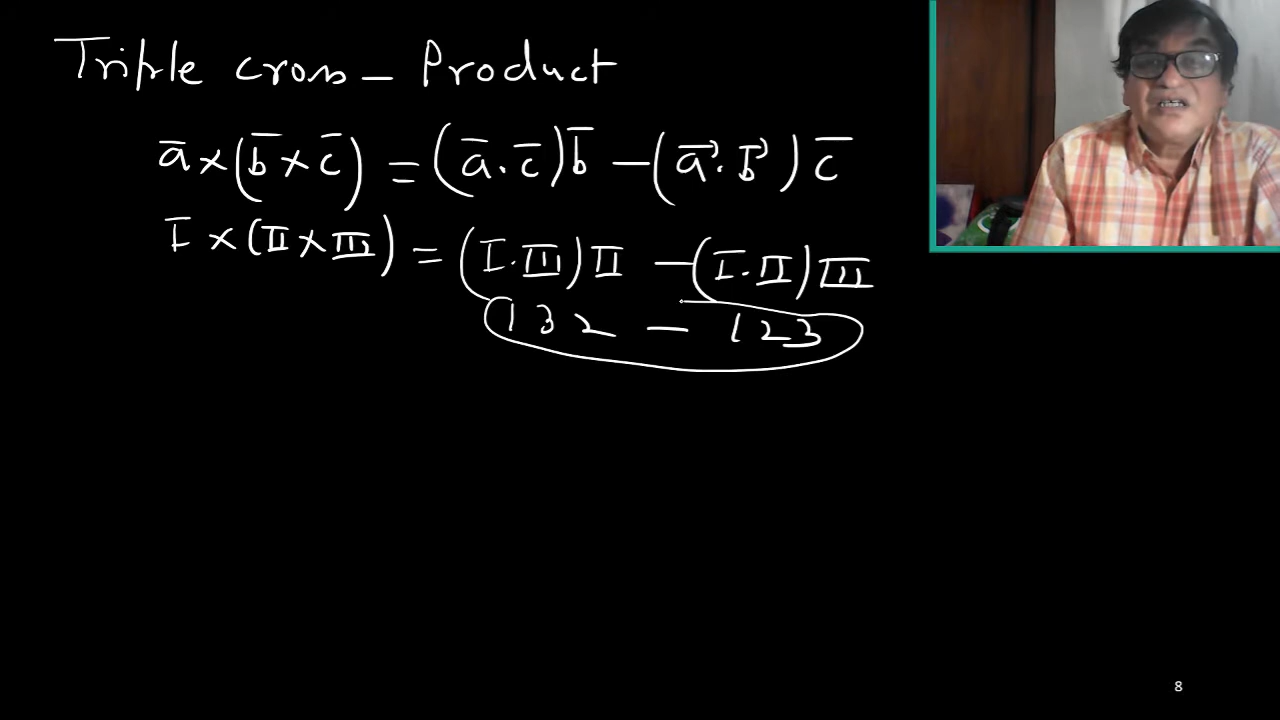 Triple cross - Product
a̅ × (b̅ × c̅) = (a̅ . c̅) b̅ - (a⃗ . b⃗) c̅
I × (II × III) = (I . III) II - (I . II) III
132 - 123
8